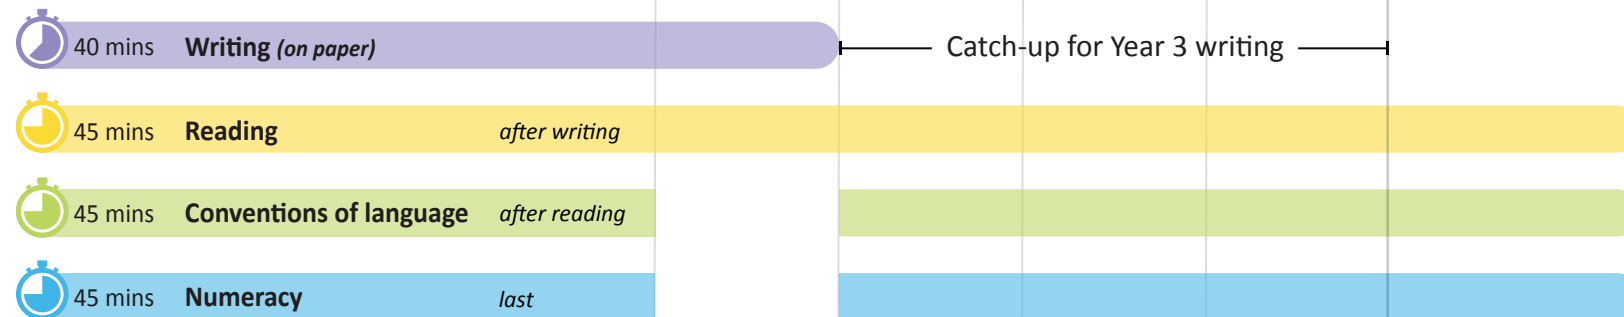 40 mins Writing (on paper) Catch-up for Year 3 writing
45 mins Reading after writing
45 mins Conventions of language after reading
45 mins Numeracy last